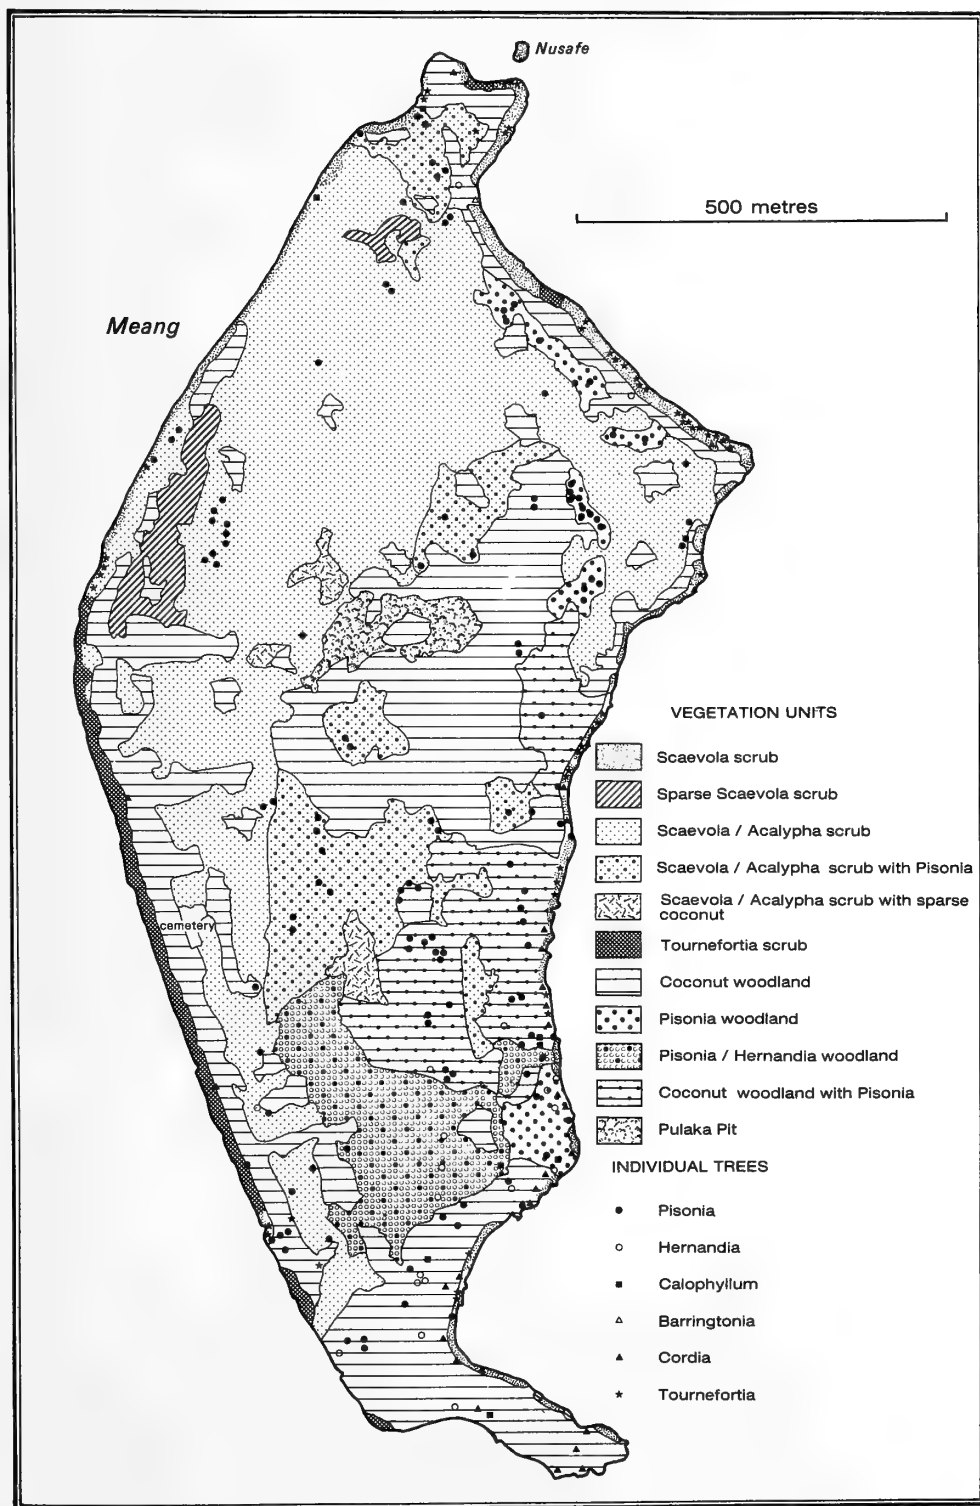 Nusafe
500 metres
Meang
VEGETATION UNITS
Scaevola scrub
Sparse Scaevola scrub
Scaevola / Acalypha scrub
Scaevola / Acalypha scrub with Pisonia
Scaevola / Acalypha scrub with sparse
coconut
cemetery
Tournefortia scrub
Coconut woodland
Pisonia woodland
Pisonia / Hernandia woodland
Coconut woodland with Pisonia
Pulaka Pit
INDIVIDUAL TREES
Pisonia
Hernandia
Calophyllum
Barringtonia
Cordia
Tournefortia